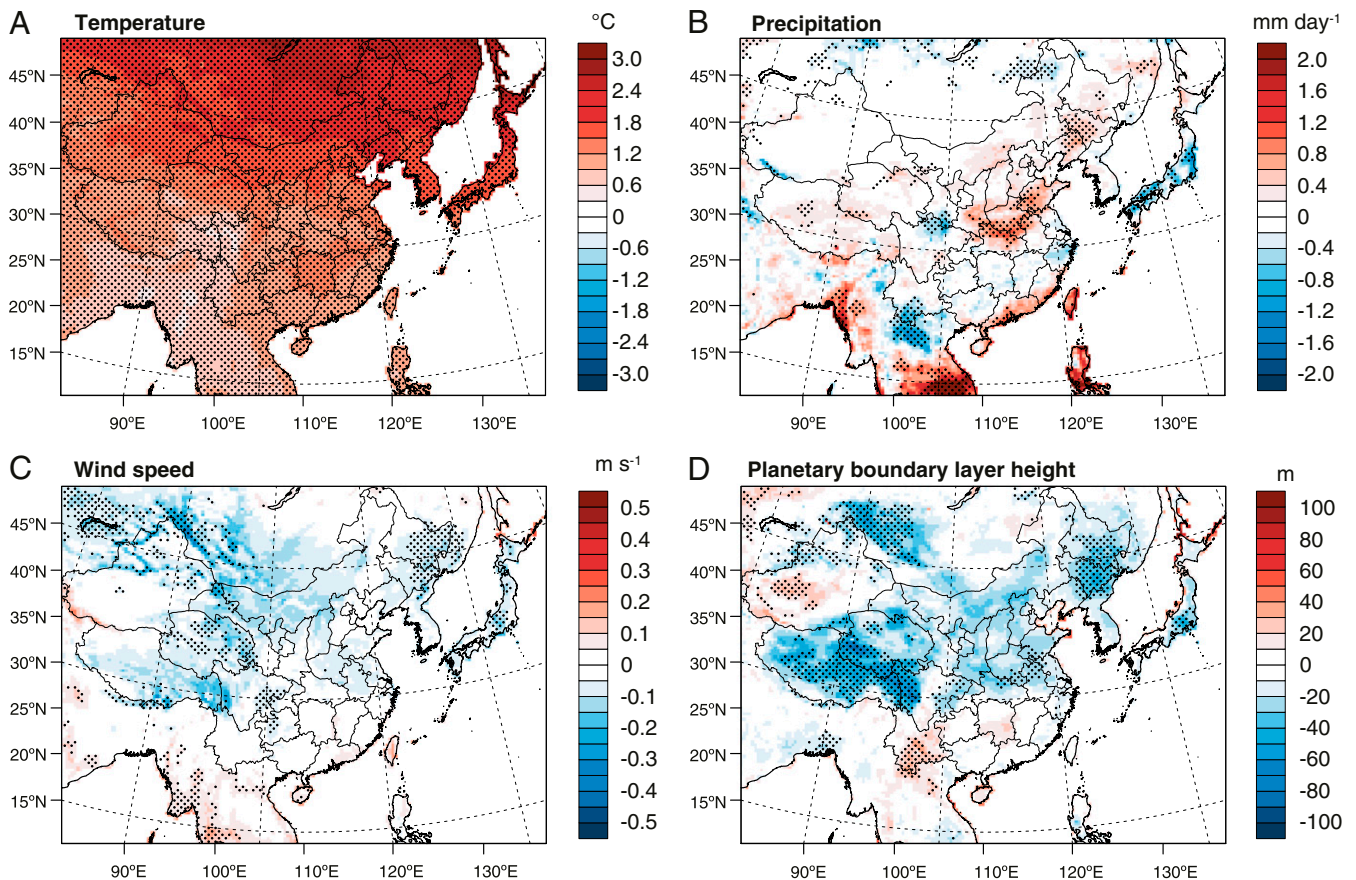 A Temperature °C
45°N
40°N
35°N
30°N
25°N
20°N
15°N
90°E 100°E 110°E 120°E 130°E
3.0
2.4
1.8
1.2
0.6
0
-0.6
-1.2
-1.8
-2.4
-3.0
B Precipitation mm day⁻¹
45°N
40°N
35°N
30°N
25°N
20°N
15°N
90°E 100°E 110°E 120°E 130°E
2.0
1.6
1.2
0.8
0.4
0
-0.4
-0.8
-1.2
-1.6
-2.0
C Wind speed m s⁻¹
45°N
40°N
35°N
30°N
25°N
20°N
15°N
90°E 100°E 110°E 120°E 130°E
0.5
0.4
0.3
0.2
0.1
0
-0.1
-0.2
-0.3
-0.4
-0.5
D Planetary boundary layer height m
45°N
40°N
35°N
30°N
25°N
20°N
15°N
90°E 100°E 110°E 120°E 130°E
100
80
60
40
20
0
-20
-40
-60
-80
-100